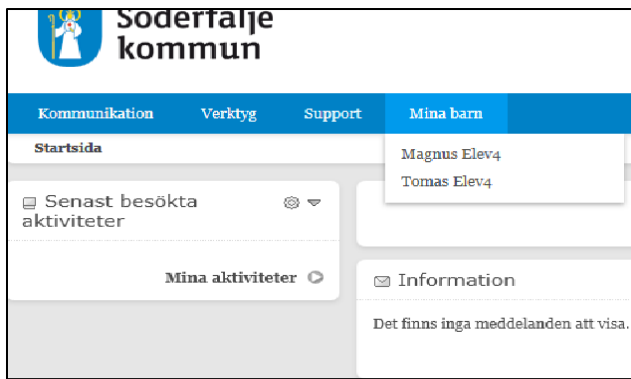 Södertälje
kommun
Kommunikation Verktyg Support Mina barn
Startsida
Magnus Elev4
Tomas Elev4
Senast besökta
aktiviteter
Mina aktiviteter
Information
Det finns inga meddelanden att visa.